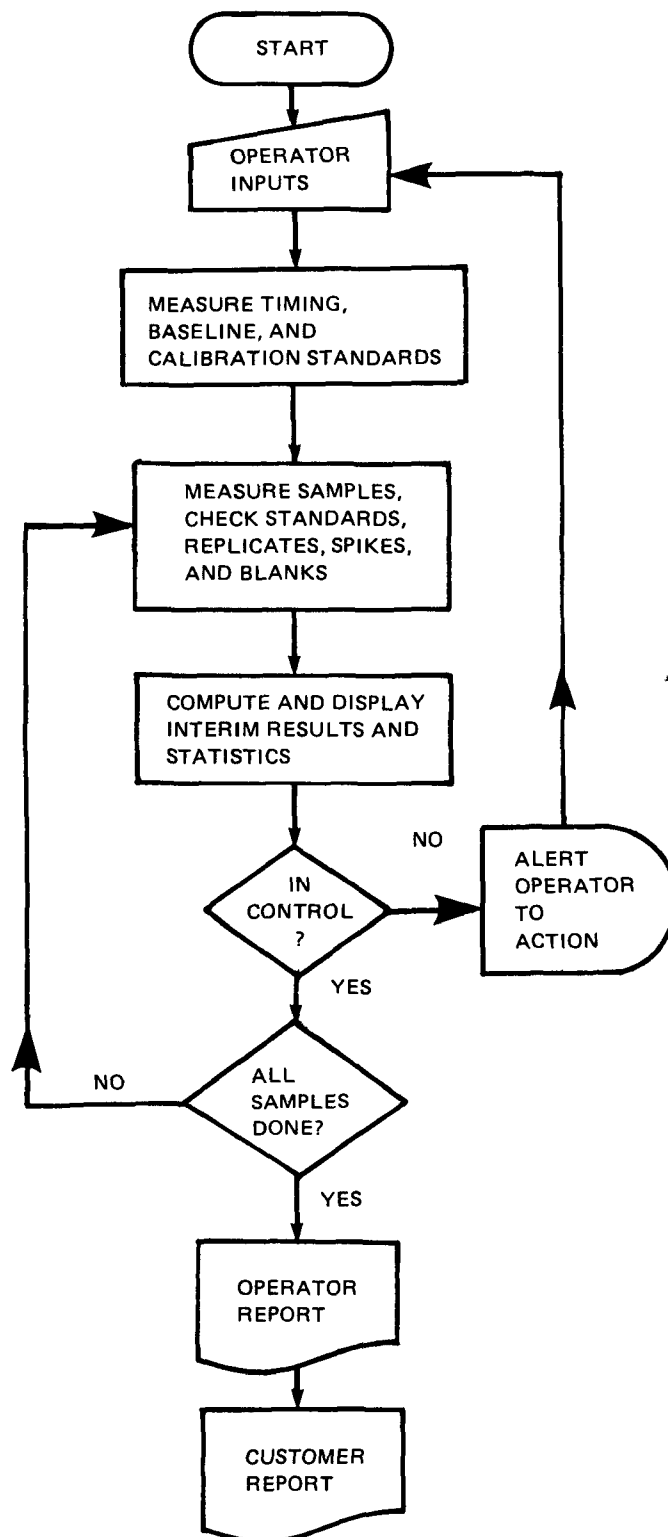 START
OPERATOR
INPUTS
MEASURE TIMING,
BASELINE, AND
CALIBRATION STANDARDS
MEASURE SAMPLES,
CHECK STANDARDS,
REPLICATES, SPIKES,
AND BLANKS
COMPUTE AND DISPLAY
INTERIM RESULTS AND
STATISTICS
IN
CONTROL
?
NO
ALERT
OPERATOR
TO
ACTION
YES
ALL
SAMPLES
DONE?
NO
YES
OPERATOR
REPORT
CUSTOMER
REPORT